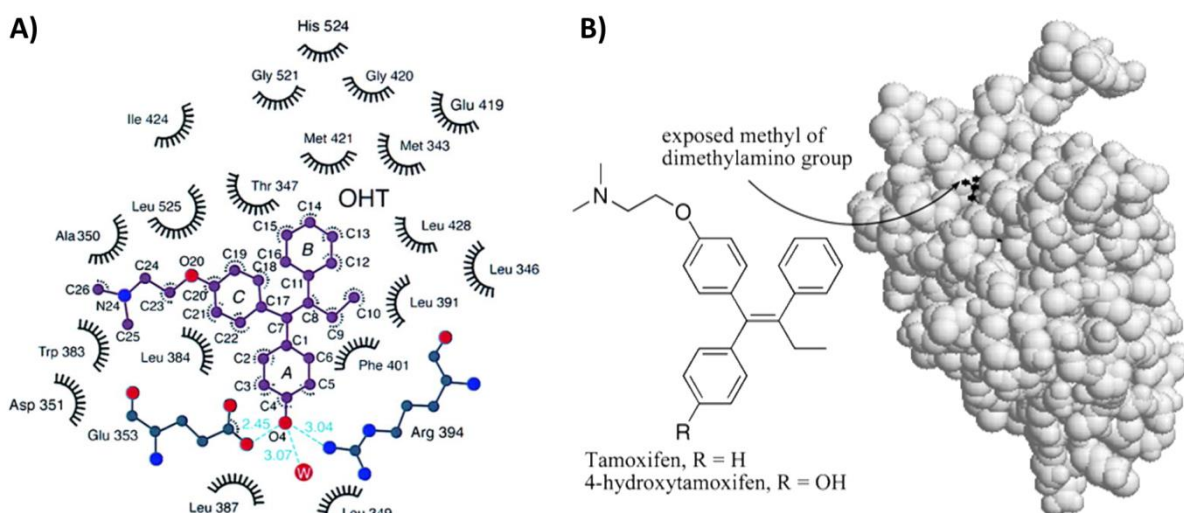 A)
His 524
Gly 521
Gly 420
Glu 419
Ile 424
Met 421
Met 343
Thr 347
OHT
Leu 525
Leu 428
Ala 350
Leu 346
C14
C15
C13
B
C16
C12
C11
C24
O20
C19
C18
C26
N24
C23
C20
C
C17
C8
C10
C25
C21
C22
C7
C9
Leu 391
C1
Trp 383
Leu 384
C2
C6
Phe 401
A
C3
C5
C4
Asp 351
Glu 353
2.45
O4
3.04
Arg 394
3.07
W
Leu 387
B)
exposed methyl of
dimethylamino group
N
O
R
Tamoxifen, R = H
4-hydroxytamoxifen, R = OH